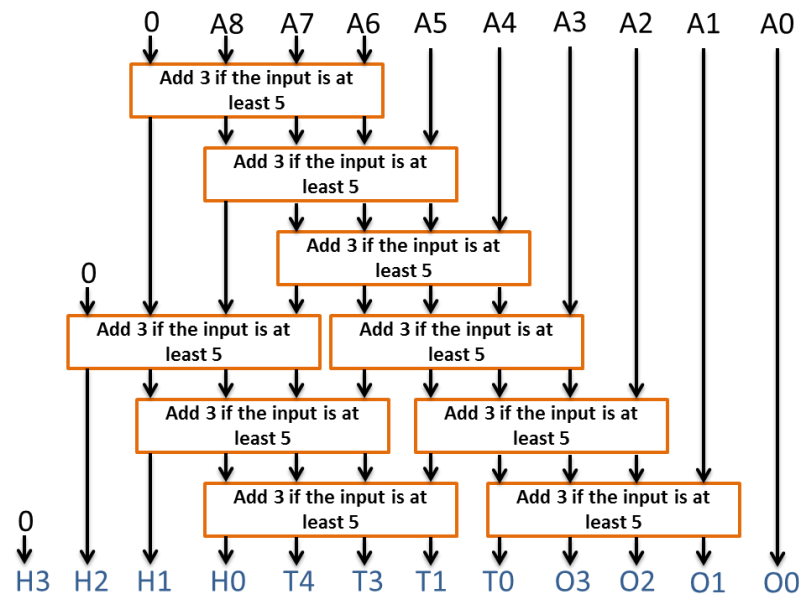 0 A8 A7 A6 A5 A4 A3 A2 A1 A0
Add 3 if the input is at
least 5
Add 3 if the input is at
least 5
Add 3 if the input is at
least 5
0
Add 3 if the input is at
least 5
Add 3 if the input is at
least 5
Add 3 if the input is at
least 5
Add 3 if the input is at
least 5
Add 3 if the input is at
least 5
Add 3 if the input is at
least 5
0
H3 H2 H1 H0 T4 T3 T1 T0 O3 O2 O1 O0